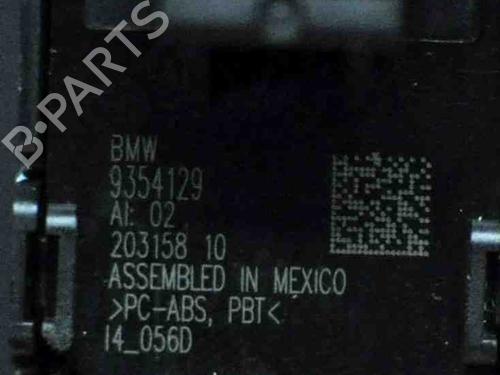 BMW
9354129
AI: 02
203158 10
ASSEMBLED IN MEXICO
>PC-ABS, PBT<
I4_056D
B-PARTS